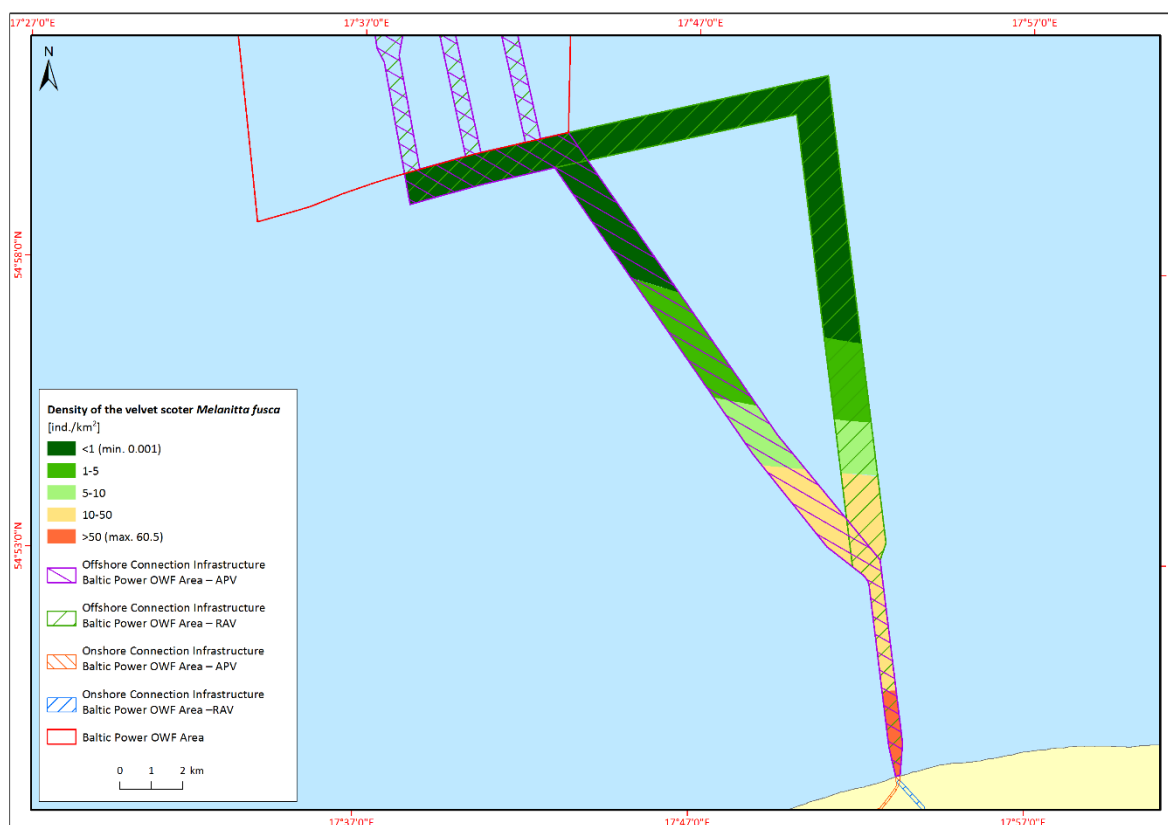 17°27'0"E
17°37'0"E
17°47'0"E
17°57'0"E
N
54°58'0"N
54°53'0"N
Density of the velvet scoter Melanitta fusca
[ind./km²]
<1 (min. 0.001)
1-5
5-10
10-50
>50 (max. 60.5)
Offshore Connection Infrastructure
Baltic Power OWF Area – APV
Offshore Connection Infrastructure
Baltic Power OWF Area – RAV
Onshore Connection Infrastructure
Baltic Power OWF Area – APV
Onshore Connection Infrastructure
Baltic Power OWF Area –RAV
Baltic Power OWF Area
0 1 2 km
17°37'0"E
17°47'0"E
17°57'0"E